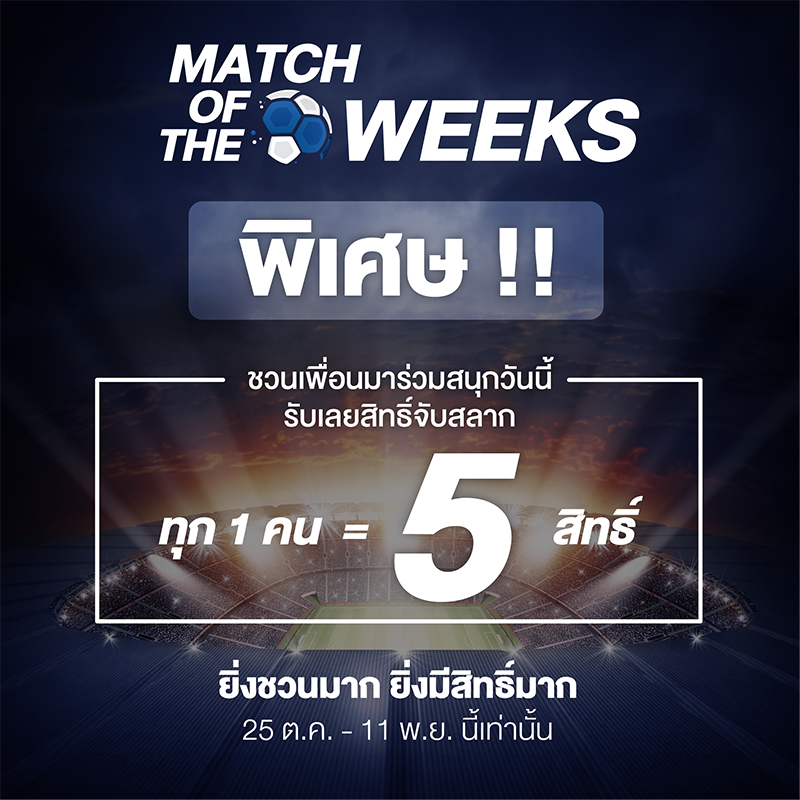 MATCH
OF
THE WEEKS
พิเศษ !!
ชวนเพื่อนมาร่วมสนุกวันนี้
รับเลยสิทธิ์จับสลาก
ทุก 1 คน = 5 สิทธิ์
ยิ่งชวนมาก ยิ่งมีสิทธิ์มาก
25 ต.ค. - 11 พ.ย. นี้เท่านั้น